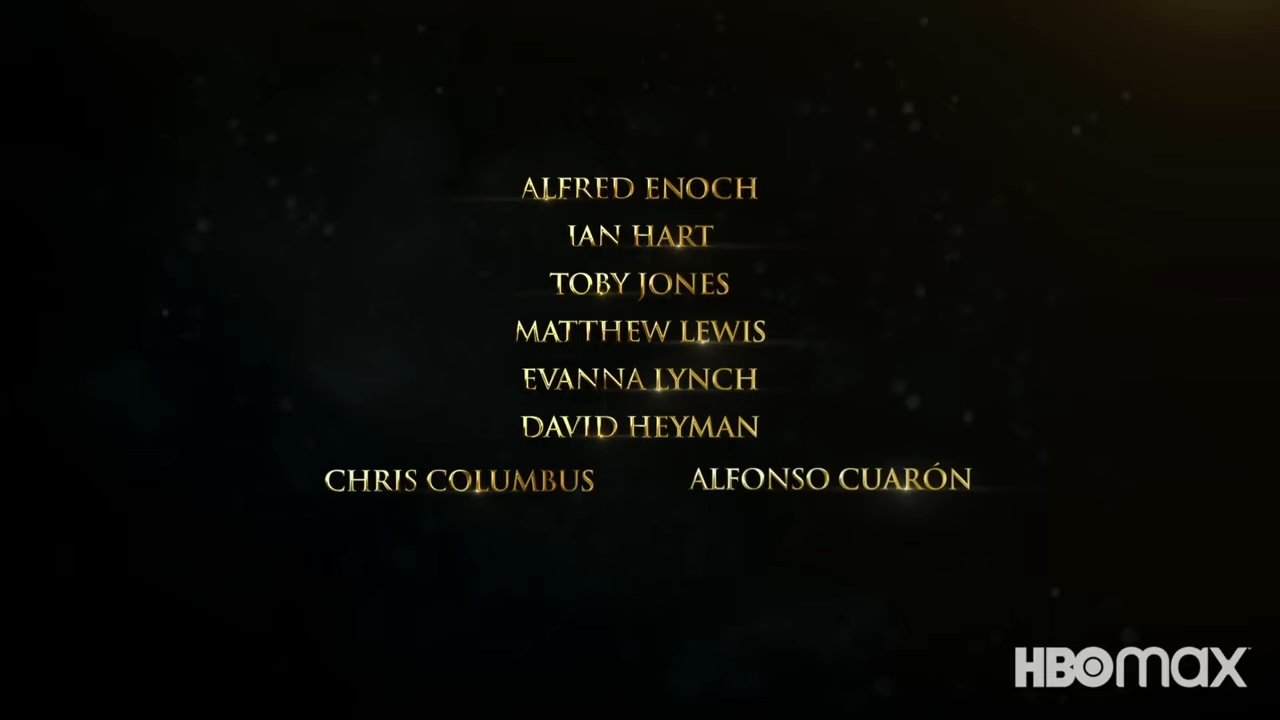 ALFRED ENOCH
IAN HART
TOBY JONES
MATTHEW LEWIS
EVANNA LYNCH
DAVID HEYMAN
CHRIS COLUMBUS ALFONSO CUARÓN
HBOMAX